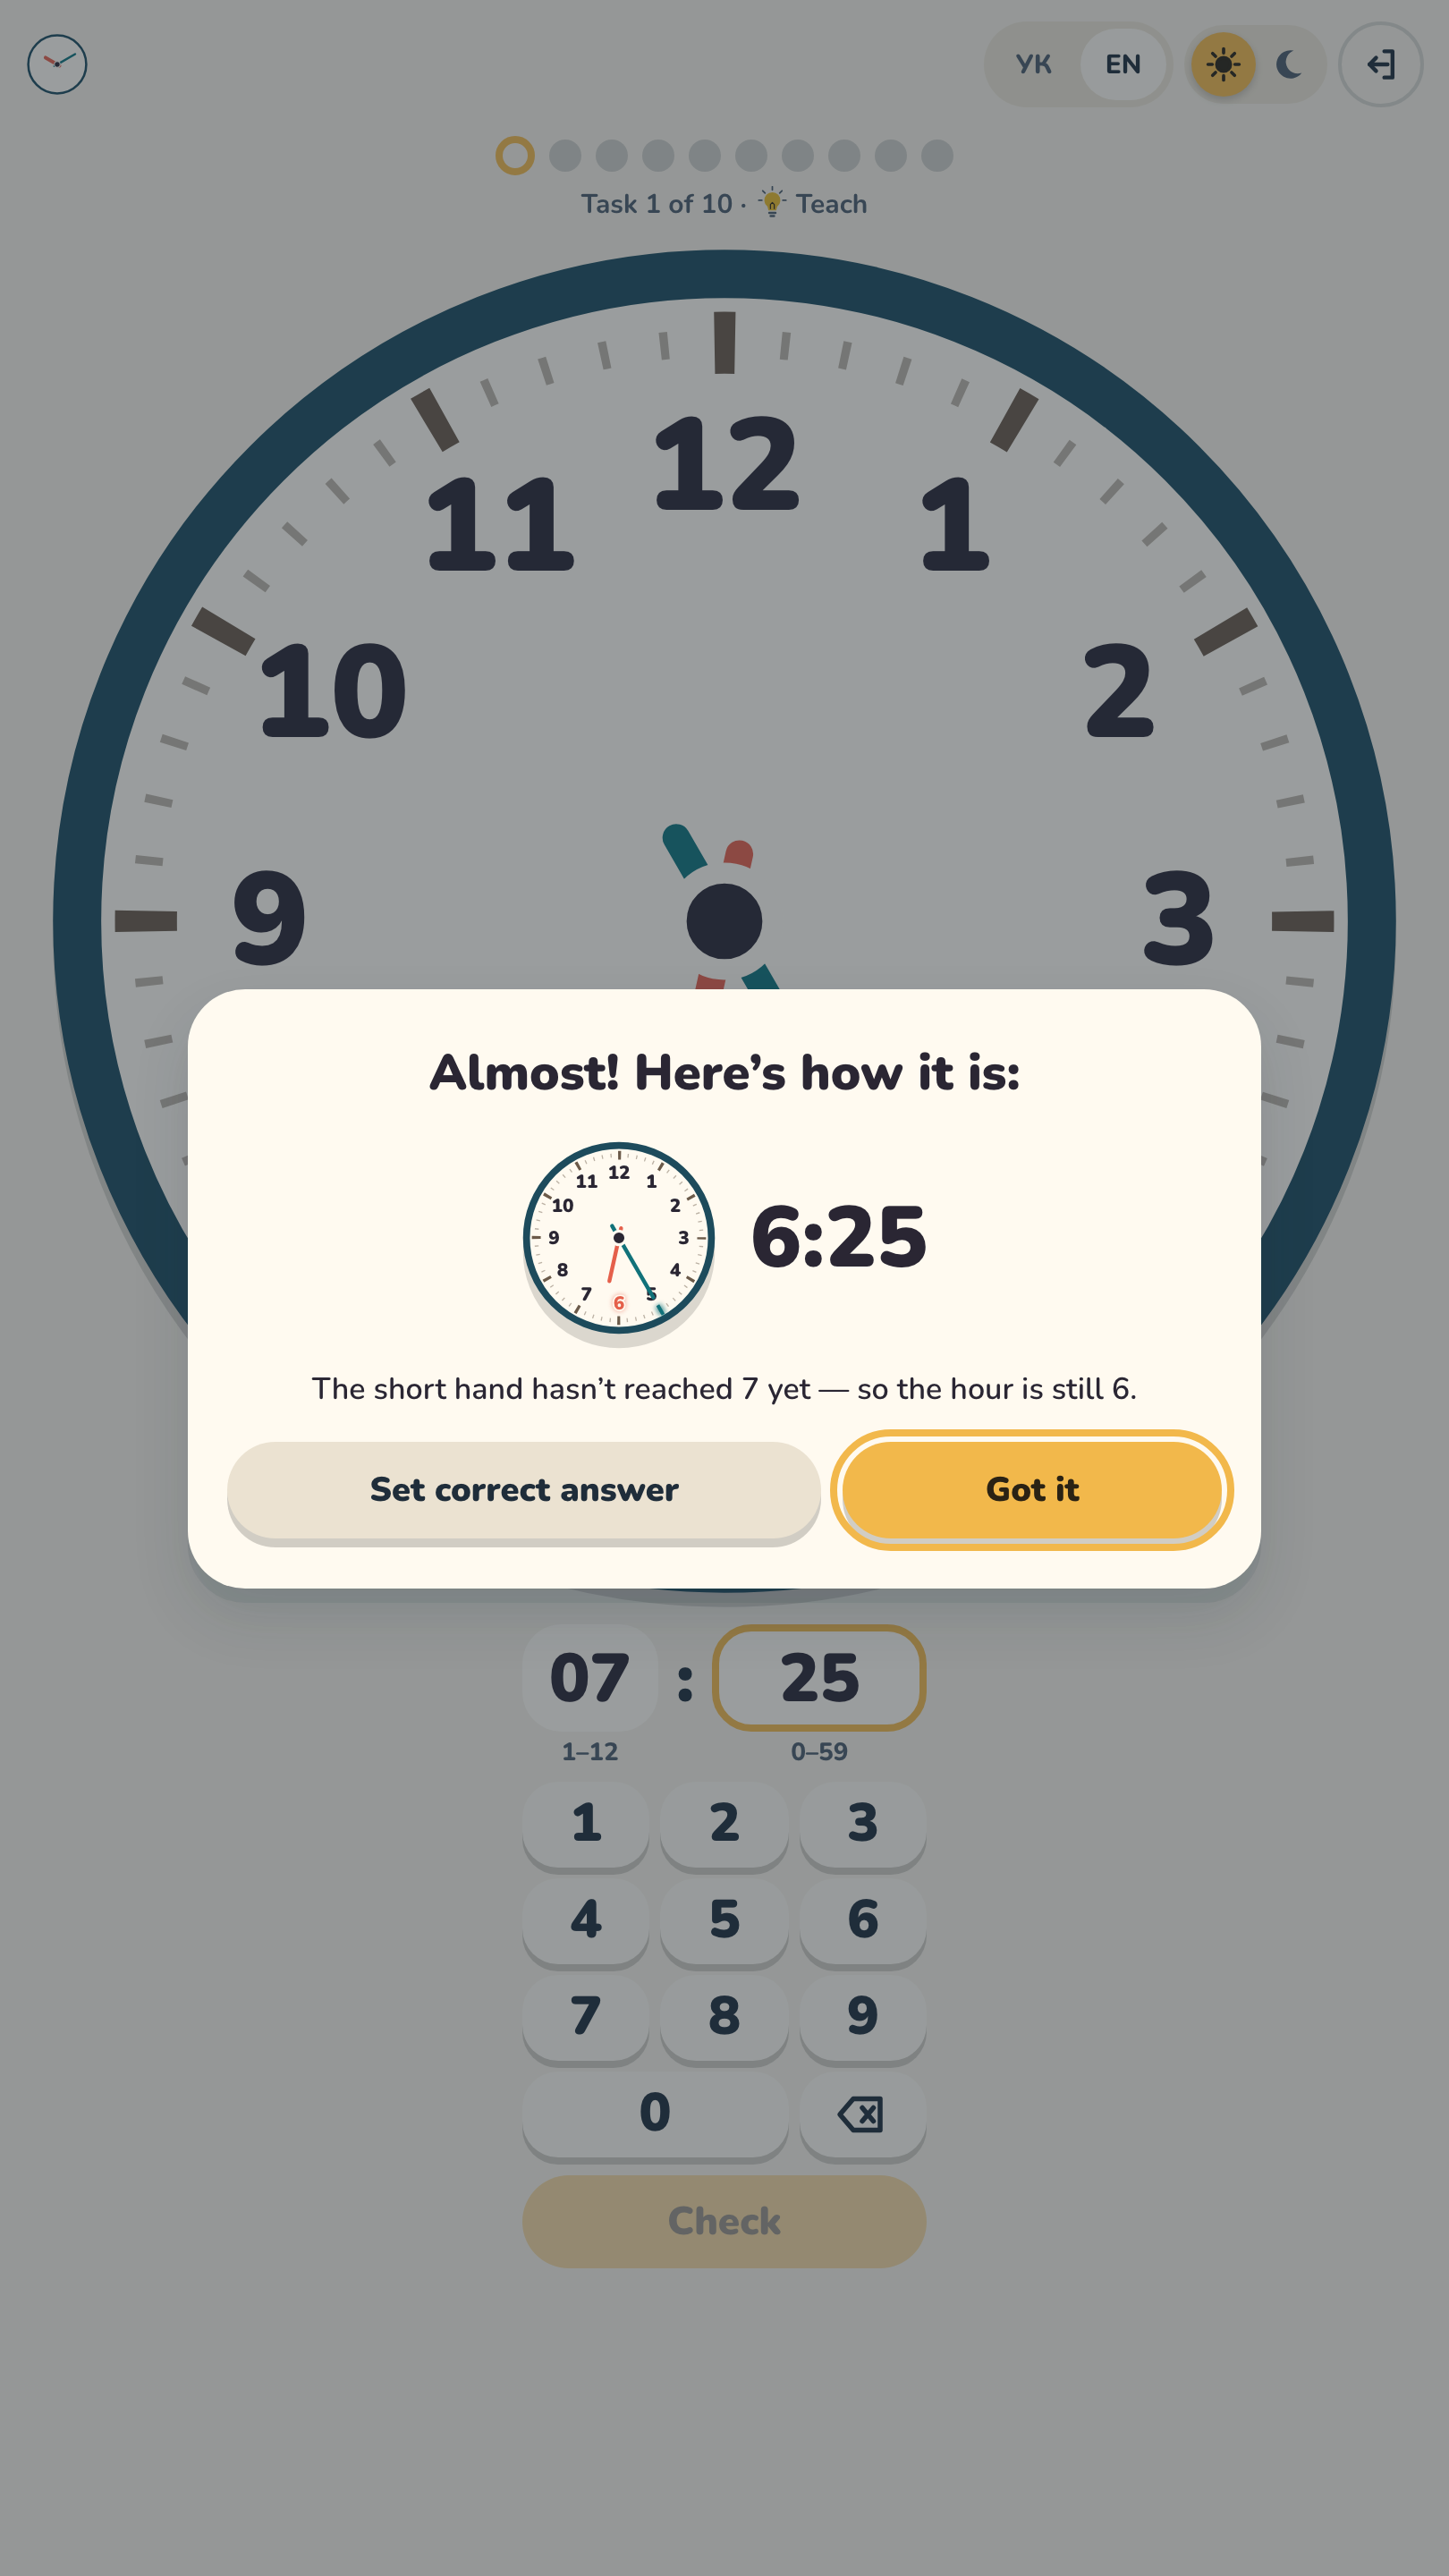 УК EN
Task 1 of 10 · Teach
12
11 1
10 2
9 3
Almost! Here’s how it is:
12
11 1
10 2
9 3
8 4
7 5
6
6:25
The short hand hasn’t reached 7 yet — so the hour is still 6.
Set correct answer Got it
07 : 25
1–12 0–59
1 2 3
4 5 6
7 8 9
0
Check